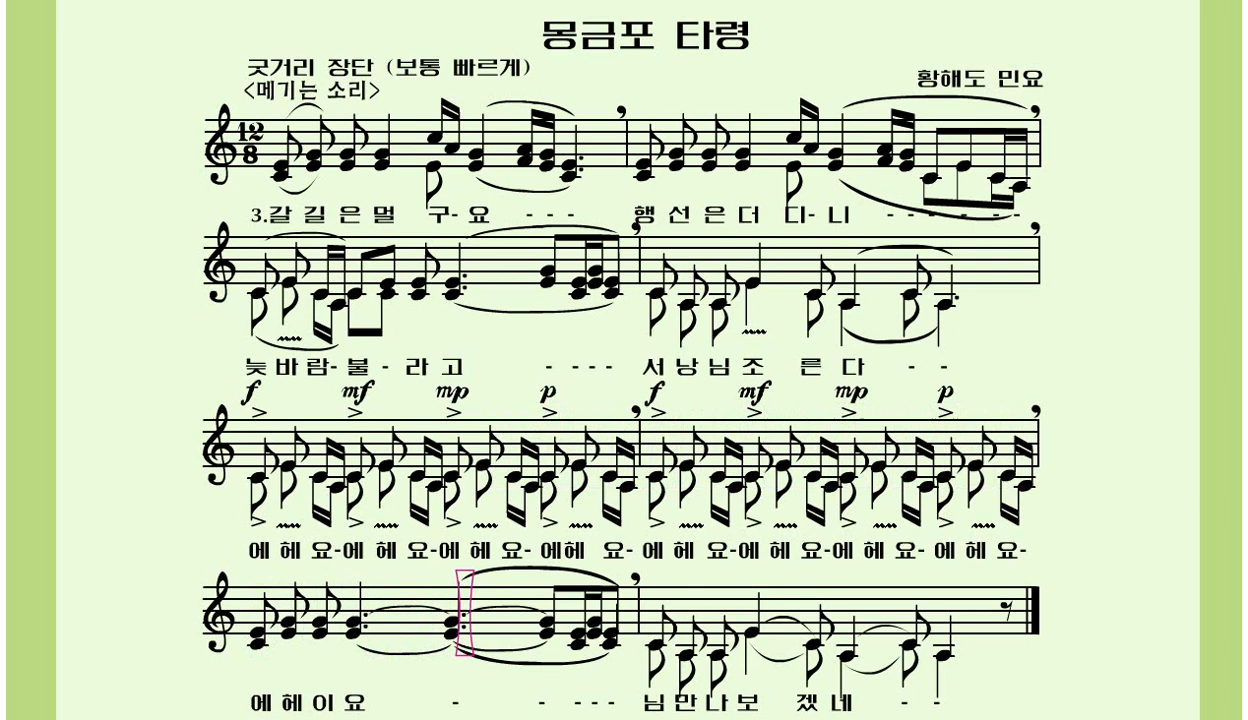 몽금포 타령
굿거리 장단 (보통 빠르게)
황해도 민요
<메기는 소리>
12
8
3.갈 길 은 멀 구- 요 - - - 행 선 은 더 디- 니 - - - - - -
늦 바 람- 불 - 라 고 - - - - 서 낭 님 조 른 다 - -
f mf mp p f mf mp p
에 헤 요-에 헤 요-에 헤 요- 에헤 요- 에 헤 요-에 헤 요-에 헤 요- 에 헤 요-
에 헤 이 요 - - - - - 님 만 나 보 겠 네 - -